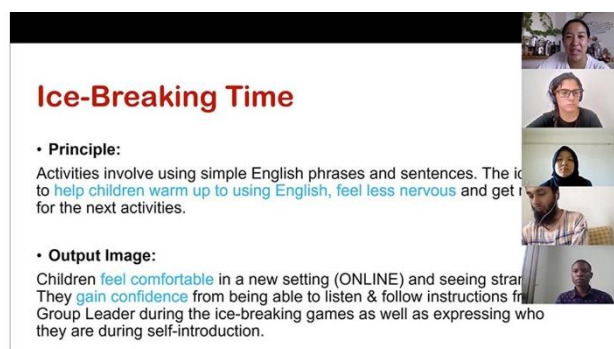 Ice-Breaking Time
• Principle:
Activities involve using simple English phrases and sentences. The
to help children warm up to using English, feel less nervous and get
for the next activities.
• Output Image:
Children feel comfortable in a new setting (ONLINE) and seeing
They gain confidence from being able to listen & follow instructions
Group Leader during the ice-breaking games as well as expressing who
they are during self-introduction.